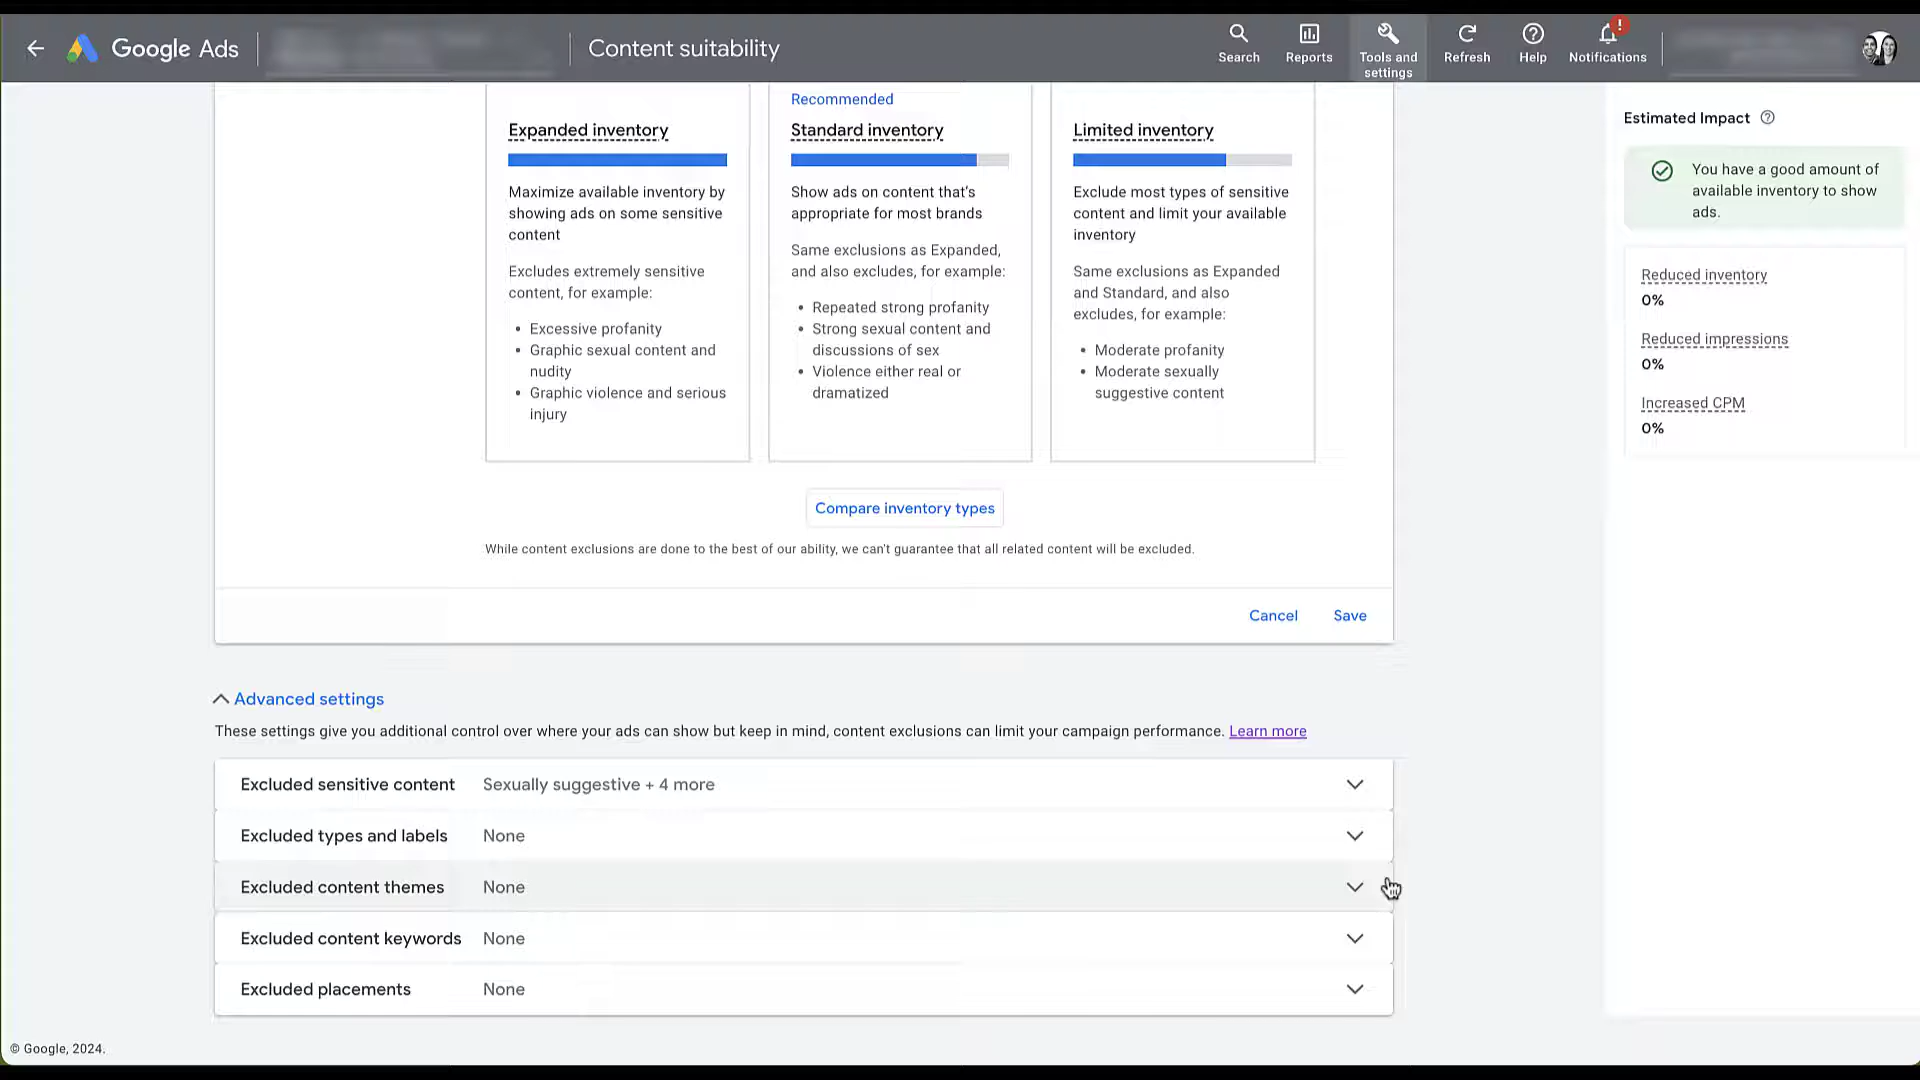 Google Ads
Content suitability
Search
Reports
Tools and
settings
Refresh
Help
!
Notifications
Recommended
Expanded inventory
Maximize available inventory by
showing ads on some sensitive
content
Excludes extremely sensitive
content, for example:
• Excessive profanity
• Graphic sexual content and
nudity
• Graphic violence and serious
injury
Standard inventory
Show ads on content that's
appropriate for most brands
Same exclusions as Expanded,
and also excludes, for example:
• Repeated strong profanity
• Strong sexual content and
discussions of sex
• Violence either real or
dramatized
Limited inventory
Exclude most types of sensitive
content and limit your available
inventory
Same exclusions as Expanded
and Standard, and also
excludes, for example:
• Moderate profanity
• Moderate sexually
suggestive content
Compare inventory types
While content exclusions are done to the best of our ability, we can't guarantee that all related content will be excluded.
Cancel
Save
Advanced settings
These settings give you additional control over where your ads can show but keep in mind, content exclusions can limit your campaign performance. Learn more
Excluded sensitive content Sexually suggestive + 4 more
Excluded types and labels None
Excluded content themes None
Excluded content keywords None
Excluded placements None
Estimated Impact
You have a good amount of
available inventory to show
ads.
Reduced inventory
0%
Reduced impressions
0%
Increased CPM
0%
© Google, 2024.